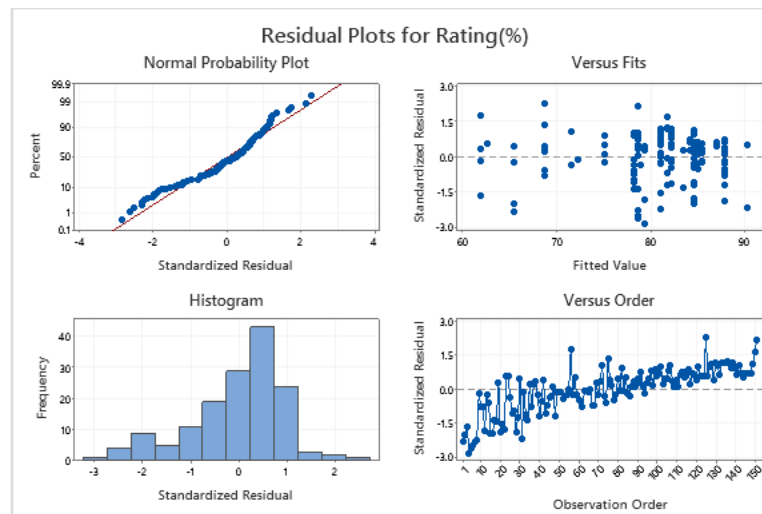 Residual Plots for Rating(%)
Normal Probability Plot
99.9
99
90
50
10
1
0.1
Percent
-4 -2 0 2 4
Standardized Residual
Versus Fits
3.0
1.5
0.0
-1.5
-3.0
Standardized Residual
60 70 80 90
Fitted Value
Histogram
40
30
20
10
0
Frequency
-3 -2 -1 0 1 2
Standardized Residual
Versus Order
3.0
1.5
0.0
-1.5
-3.0
Standardized Residual
1 10 20 30 40 50 60 70 80 90 100 110 120 130 140 150
Observation Order